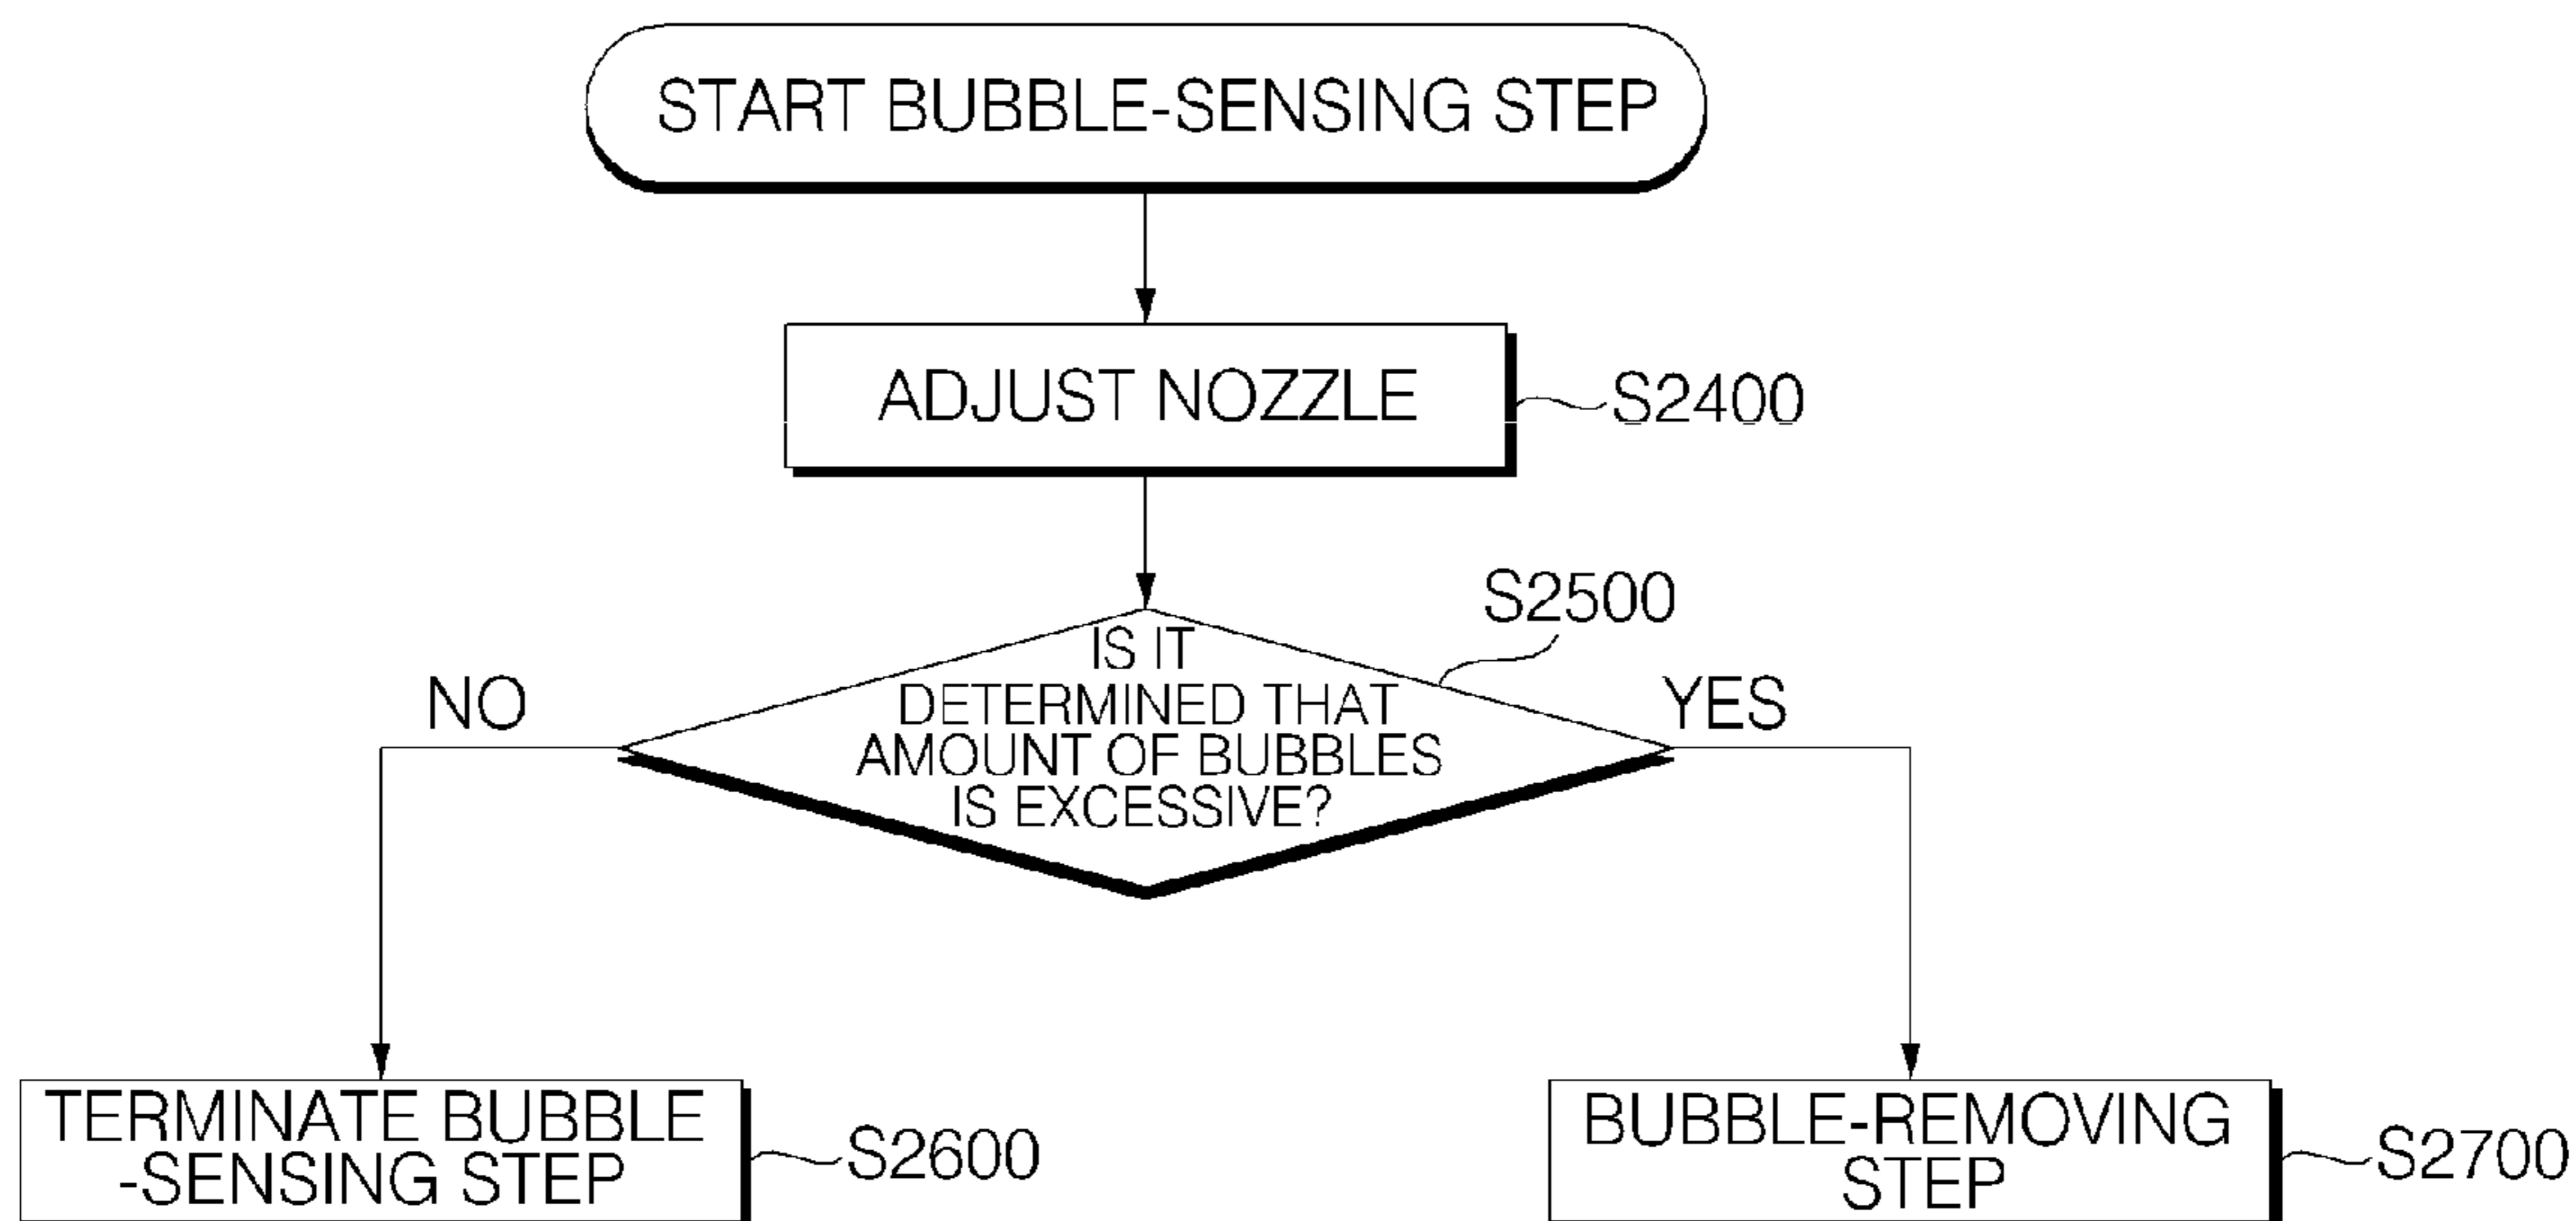 START BUBBLE-SENSING STEP
ADJUST NOZZLE
S2400
S2500
IS IT
DETERMINED THAT
AMOUNT OF BUBBLES
IS EXCESSIVE?
NO
YES
TERMINATE BUBBLE
-SENSING STEP
S2600
BUBBLE-REMOVING
STEP
S2700